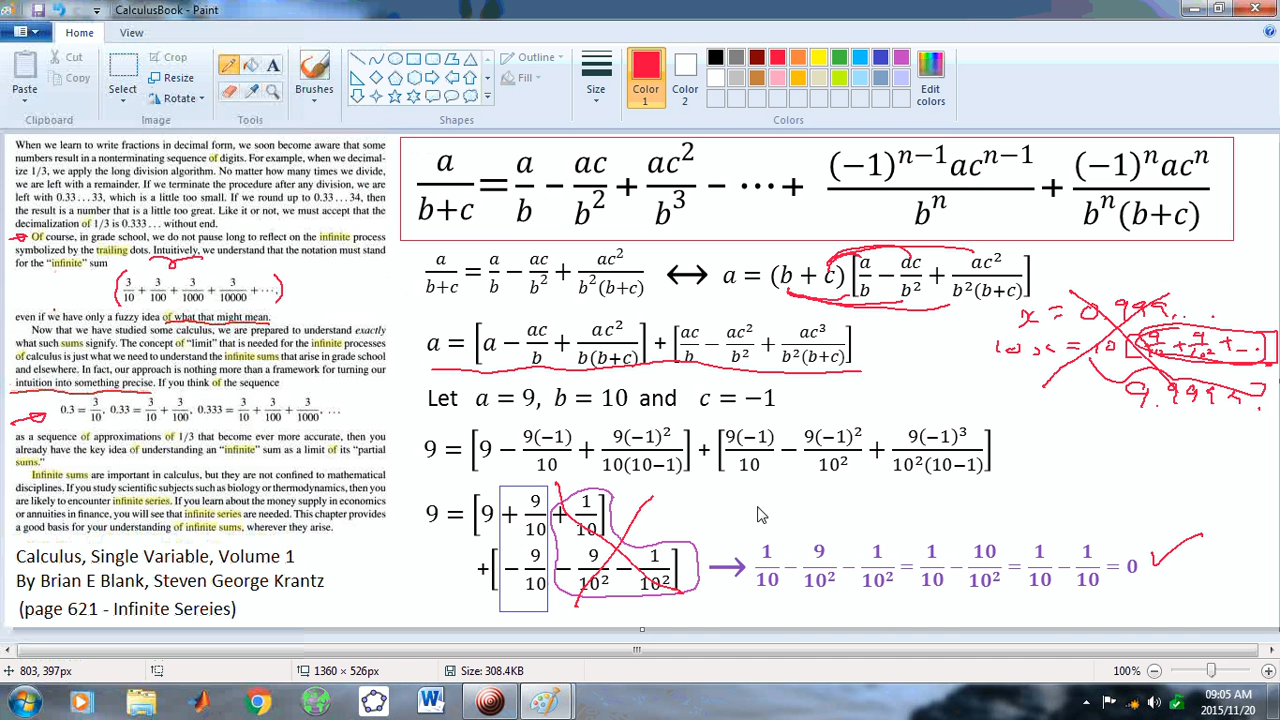 CalculusBook - Paint
Home View
Paste
Cut
Copy
Clipboard
Select
Crop
Resize
Rotate
Image
Tools
Brushes
Outline
Fill
Shapes
Size
Color 1
Color 2
Edit colors
Colors
When we learn to write fractions in decimal form, we soon become aware that some
numbers result in a nonterminating sequence of digits. For example, when we decimal-
ize 1/3, we apply the long division algorithm. No matter how many times we divide,
we are left with a remainder. If we terminate the procedure after any division, we are
left with 0.33…33, which is a little too small. If we round up to 0.33…34, then
the result is a number that is a little too great. Like it or not, we must accept that the
decimalization of 1/3 is 0.333… without end.
Of course, in grade school, we do not pause long to reflect on the infinite process
symbolized by the trailing dots. Intuitively, we understand that the notation must stand
for the “infinite” sum
3/10 + 3/100 + 3/1000 + 3/10000 + ⋯,
even if we have only a fuzzy idea of what that might mean.
Now that we have studied some calculus, we are prepared to understand exactly
what such sums signify. The concept of “limit” that is needed for the infinite processes
of calculus is just what we need to understand the infinite sums that arise in grade school
and elsewhere. In fact, our approach is nothing more than a framework for turning our
intuition into something precise. If you think of the sequence
0.3 = 3/10, 0.33 = 3/10 + 3/100, 0.333 = 3/10 + 3/100 + 3/1000, …
as a sequence of approximations of 1/3 that become ever more accurate, then you
already have the key idea of understanding an “infinite” sum as a limit of its “partial
sums.”
Infinite sums are important in calculus, but they are not confined to mathematical
disciplines. If you study scientific subjects such as biology or thermodynamics, then you
are likely to encounter infinite series. If you learn about the money supply in economics
or annuities in finance, you will see that infinite series arise there too. This chapter provides
a good basis for your understanding of infinite sums, wherever they arise.
Calculus, Single Variable, Volume 1
By Brian E Blank, Steven George Krantz
(page 621 - Infinite Sereies)
a/(b+c) = a/b − ac/b² + ac²/b³ − ⋯ + (−1)ⁿ⁻¹acⁿ⁻¹/bⁿ + (−1)ⁿacⁿ/bⁿ(b+c)
a/(b+c) = a/b − ac/b² + ac²/b²(b+c) ↔ a = (b + c)[a/b − ac/b² + ac²/b²(b+c)]
a = [a − ac/b + ac²/b(b+c)] + [ac/b − ac²/b² + ac³/b²(b+c)]
Let a = 9, b = 10 and c = −1
9 = [9 − 9(−1)/10 + 9(−1)²/10(10−1)] + [9(−1)/10 − 9(−1)²/10² + 9(−1)³/10²(10−1)]
9 = [9 + 9/10 + 1/10]
+[− 9/10 − 9/10² − 1/10²] → 1/10 − 9/10² − 1/10² = 1/10 − 10/10² = 1/10 − 1/10 = 0
x = 0.999...
10x = 10 [9/10 + 9/10² + ...]
9.999...
803, 397px
1360 × 526px
Size: 308.4KB
100%
09:05 AM
2015/11/20